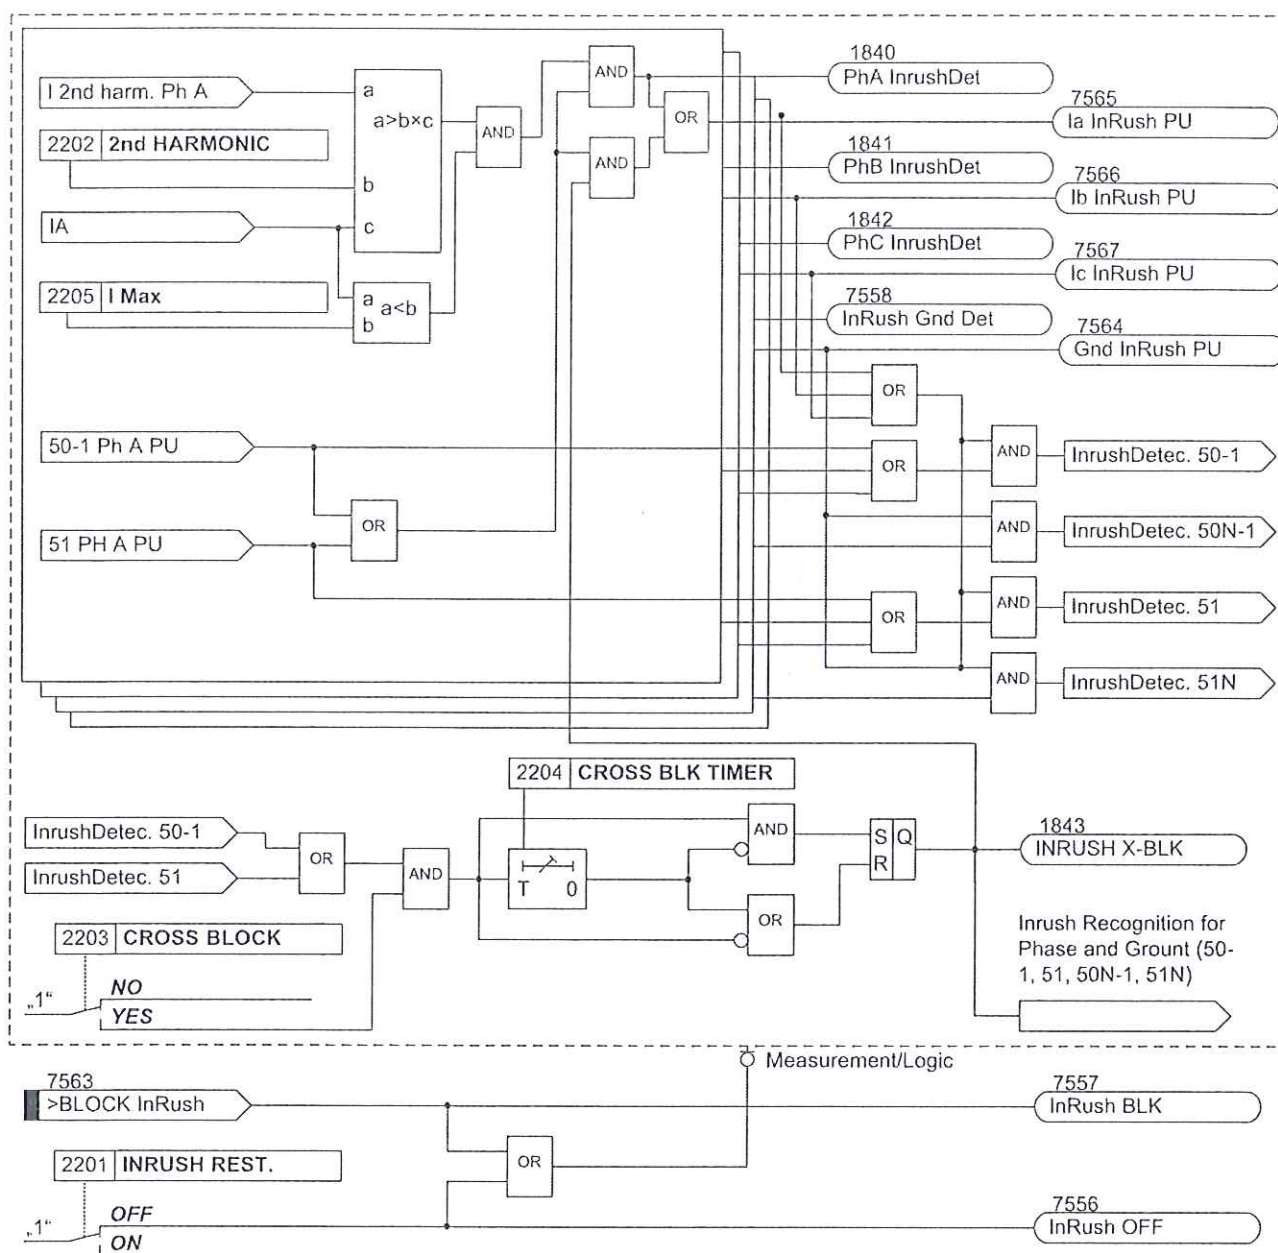 I 2nd harm. Ph A
2202 2nd HARMONIC
IA
2205 I Max
a
a>b×c
b
c
a
b
a<b
AND
AND
AND
OR
1840
PhA InrushDet
7565
Ia InRush PU
1841
PhB InrushDet
7566
Ib InRush PU
1842
PhC InrushDet
7567
Ic InRush PU
7558
InRush Gnd Det
7564
Gnd InRush PU
50-1 Ph A PU
51 PH A PU
OR
OR
OR
OR
AND
InrushDetec. 50-1
AND
InrushDetec. 50N-1
AND
InrushDetec. 51
AND
InrushDetec. 51N
2204 CROSS BLK TIMER
InrushDetec. 50-1
InrushDetec. 51
OR
AND
T 0
AND
OR
S Q
R
1843
INRUSH X-BLK
2203 CROSS BLOCK
„1“
NO
YES
Inrush Recognition for
Phase and Grount (50-
1, 51, 50N-1, 51N)
Measurement/Logic
7563
>BLOCK InRush
7557
InRush BLK
OR
2201 INRUSH REST.
„1“
OFF
ON
7556
InRush OFF